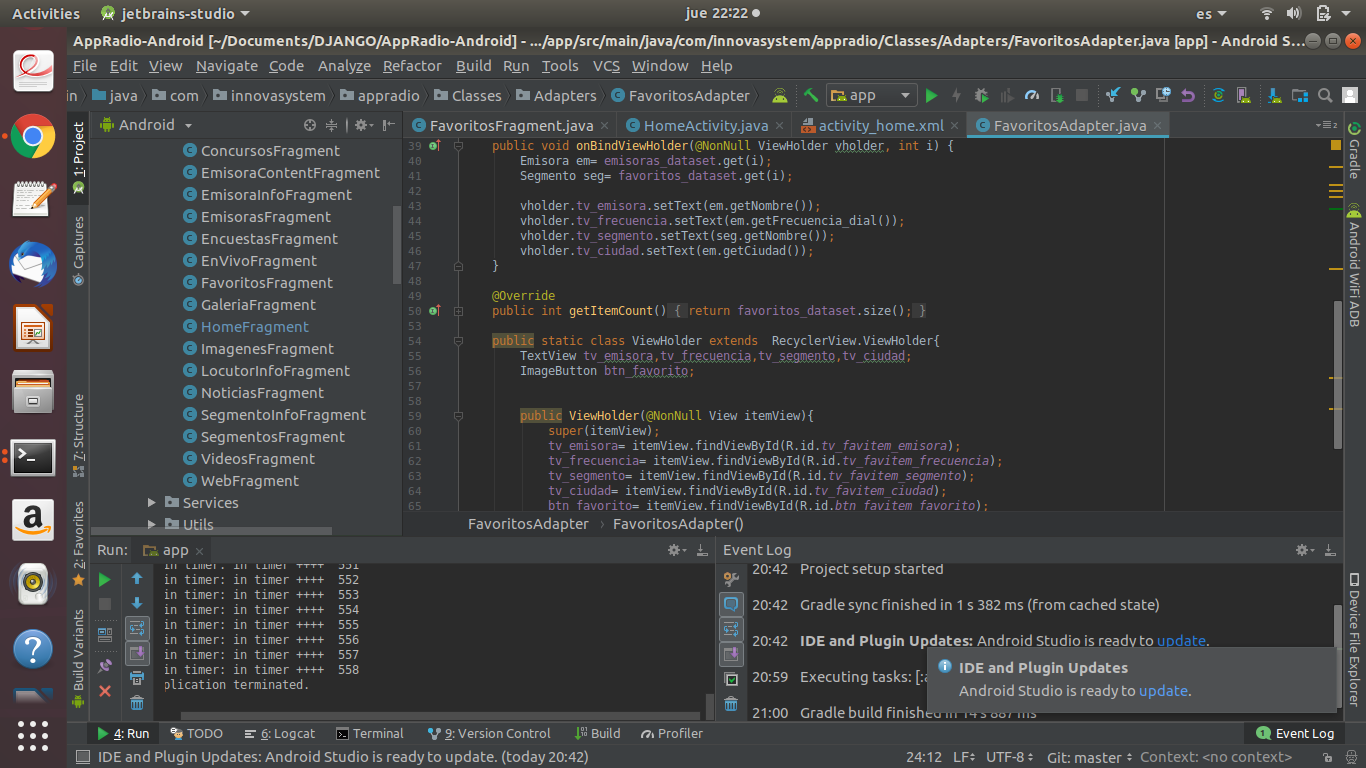 Activities
jetbrains-studio
jue 22:22
es
AppRadio-Android [~/Documents/DJANGO/AppRadio-Android] - .../app/src/main/java/com/innovasystem/appradio/Classes/Adapters/FavoritosAdapter.java [app] - Android S...
File Edit View Navigate Code Analyze Refactor Build Run Tools VCS Window Help
in java com innovasystem appradio Classes Adapters FavoritosAdapter app
1: Project
Captures
7: Structure
2: Favorites
Build Variants
Android
ConcursosFragment
EmisoraContentFragment
EmisoraInfoFragment
EmisorasFragment
EncuestasFragment
EnVivoFragment
FavoritosFragment
GaleriaFragment
HomeFragment
ImagenesFragment
LocutorInfoFragment
NoticiasFragment
SegmentoInfoFragment
SegmentosFragment
VideosFragment
WebFragment
Services
Utils
FavoritosFragment.java HomeActivity.java activity_home.xml FavoritosAdapter.java
39 public void onBindViewHolder(@NonNull ViewHolder vholder, int i) {
40 Emisora em= emisoras_dataset.get(i);
41 Segmento seg= favoritos_dataset.get(i);
42
43 vholder.tv_emisora.setText(em.getNombre());
44 vholder.tv_frecuencia.setText(em.getFrecuencia_dial());
45 vholder.tv_segmento.setText(seg.getNombre());
46 vholder.tv_ciudad.setText(em.getCiudad());
47 }
48
49 @Override
50 public int getItemCount() { return favoritos_dataset.size(); }
53
54 public static class ViewHolder extends  RecyclerView.ViewHolder{
55 TextView tv_emisora,tv_frecuencia,tv_segmento,tv_ciudad;
56 ImageButton btn_favorito;
57
58
59 public ViewHolder(@NonNull View itemView){
60 super(itemView);
61 tv_emisora= itemView.findViewById(R.id.tv_favitem_emisora);
62 tv_frecuencia= itemView.findViewById(R.id.tv_favitem_frecuencia);
63 tv_segmento= itemView.findViewById(R.id.tv_favitem_segmento);
64 tv_ciudad= itemView.findViewById(R.id.tv_favitem_ciudad);
65 btn_favorito= itemView.findViewById(R.id.btn_favitem_favorito);
FavoritosAdapter FavoritosAdapter()
Gradle
Android WiFi ADB
Device File Explorer
Run: app
in timer: in timer ++++  551
in timer: in timer ++++  552
in timer: in timer ++++  553
in timer: in timer ++++  554
in timer: in timer ++++  555
in timer: in timer ++++  556
in timer: in timer ++++  557
in timer: in timer ++++  558
plication terminated.
Event Log
20:42 Project setup started
20:42 Gradle sync finished in 1 s 382 ms (from cached state)
20:42 IDE and Plugin Updates: Android Studio is ready to update.
20:59 Executing tasks: [:a
21:00 Gradle build finished in 14 s 887 ms
IDE and Plugin Updates
Android Studio is ready to update.
4: Run TODO 6: Logcat Terminal 9: Version Control Build Profiler 1 Event Log
IDE and Plugin Updates: Android Studio is ready to update. (today 20:42) 24:12 LF UTF-8 Git: master Context: <no context>